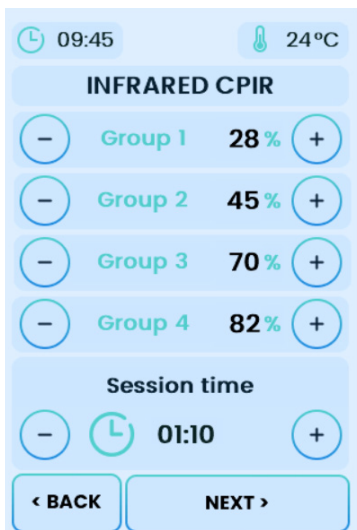 09:45 24°C
INFRARED CPIR
− Group 1 28 % +
− Group 2 45 % +
− Group 3 70 % +
− Group 4 82 % +
Session time
− 01:10 +
< BACK NEXT >